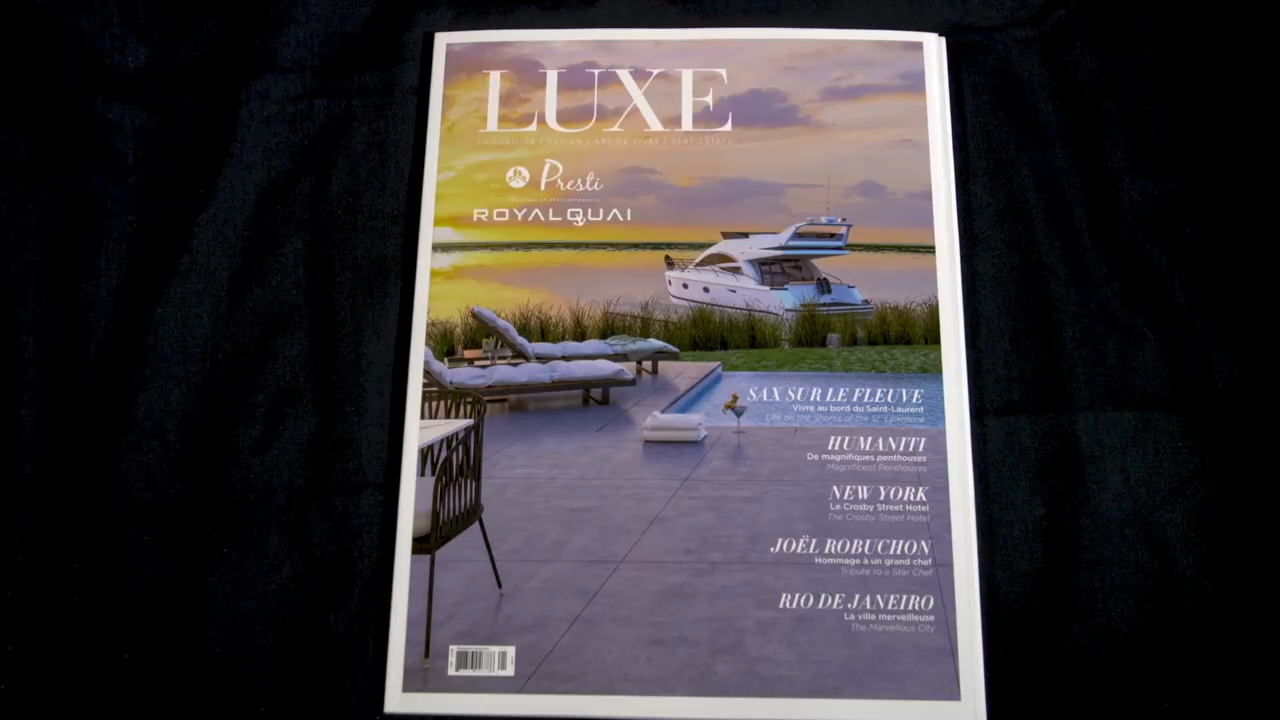 LUXE
IMMOBILIER | DESIGN | ART DE VIVRE | REAL ESTATE
Presti
ROYALQUAI
SAX SUR LE FLEUVE
Vivre au bord du Saint-Laurent
Life on the Shores of the St. Lawrence
HUMANITI
De magnifiques penthouses
Magnificent Penthouses
NEW YORK
Le Crosby Street Hotel
The Crosby Street Hotel
JOËL ROBUCHON
Hommage à un grand chef
Tribute to a Star Chef
RIO DE JANEIRO
La ville merveilleuse
The Marvellous City